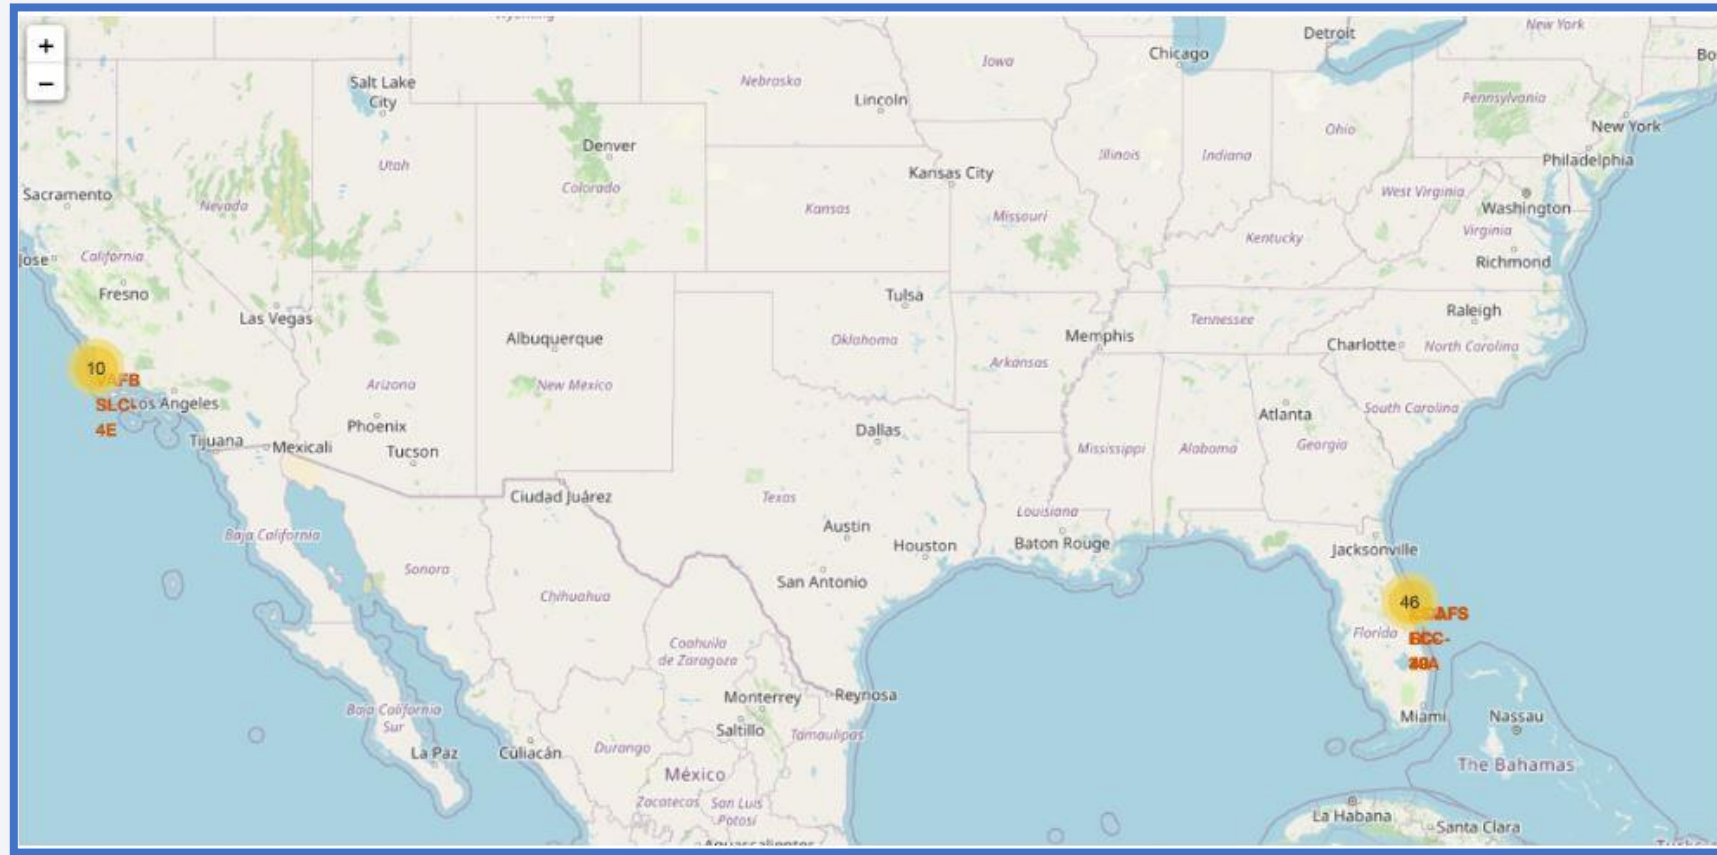 +
−
New York
Detroit
Chicago
Iowa
Salt Lake
City
Nebraska
Lincoln
Pennsylvania
New York
Ohio
Denver
Utah
Illinois
Indiana
Philadelphia
Kansas City
Colorado
Sacramento
Nevada
West Virginia
Washington
Kansas
Missouri
Virginia
Kentucky
California
Richmond
Fresno
Tulsa
Las Vegas
Raleigh
Tennessee
Albuquerque
Oklahoma
Memphis
Charlotte
North Carolina
Arkansas
10
VAFB
SLC-
4E
Los Angeles
Arizona
New Mexico
Phoenix
Atlanta
South Carolina
Tijuana
Mexicali
Tucson
Dallas
Mississippi
Alabama
Georgia
Ciudad Juárez
Texas
Louisiana
Austin
Baja California
Houston
Baton Rouge
Jacksonville
Sonora
San Antonio
Chihuahua
46
Florida
Coahuila
de Zaragoza
Monterrey
Reynosa
Baja California
Sur
Saltillo
Tamaulipas
Miami
Nassau
La Paz
Culiacán
Durango
The Bahamas
México
Zacatecas
San Luis
Potosí
La Habana
Santa Clara